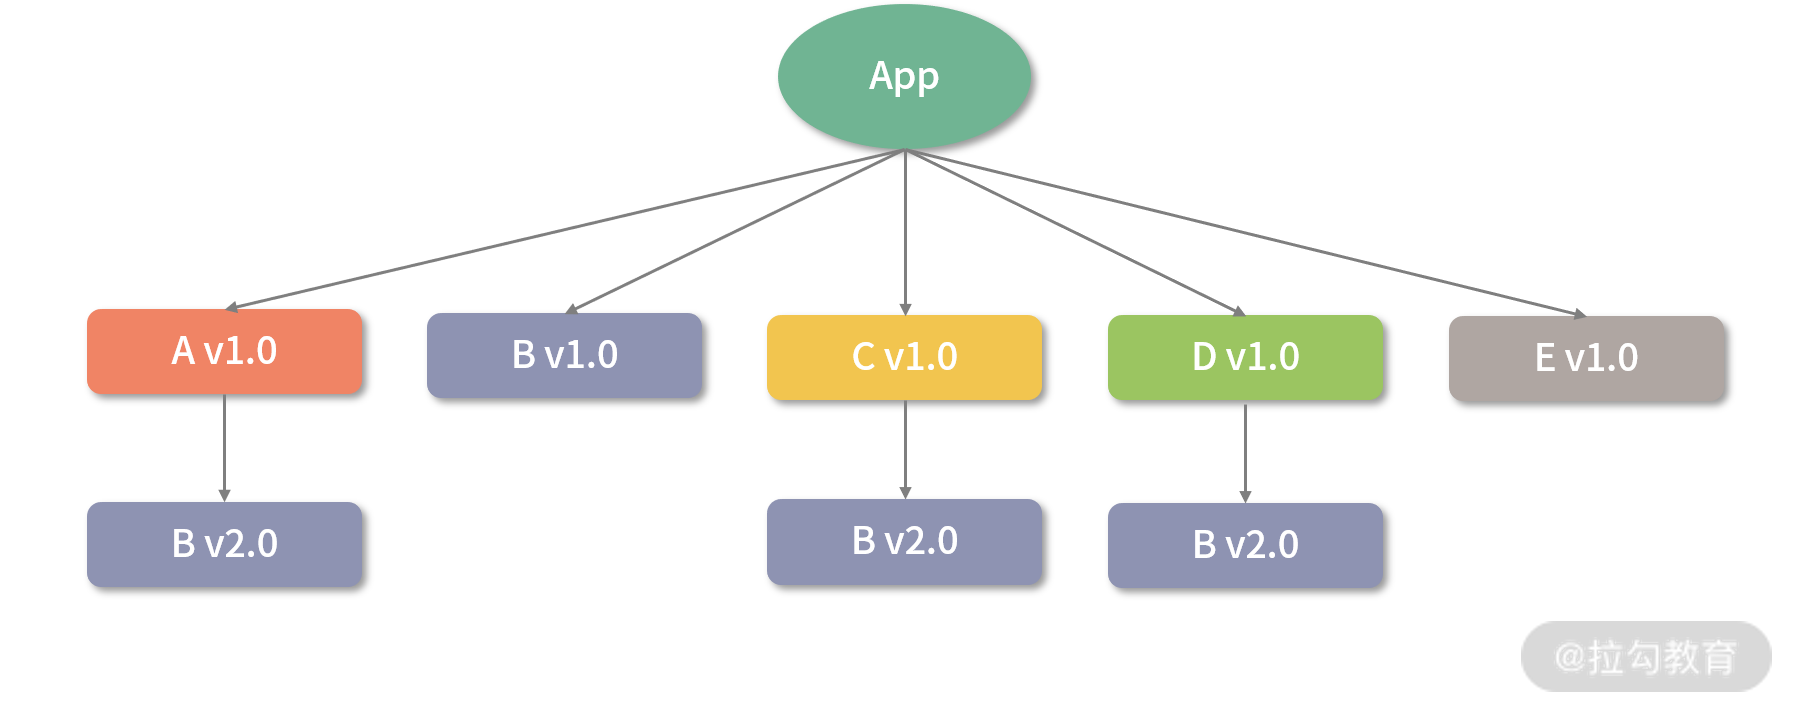 App
A v1.0
B v1.0
C v1.0
D v1.0
E v1.0
B v2.0
B v2.0
B v2.0
@拉勾教育